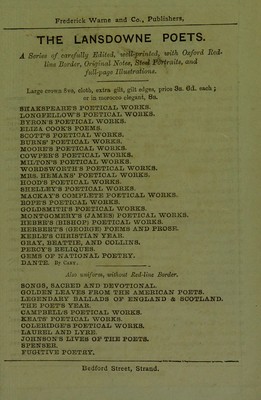 Frederick Warne and Co., Publishers,
THE LANSDOWNE POETS.
A Series of carefully Edited, well-printed, with Oxford Red-
line Border, Original Notes, Steel Portraits, and
full-page Illustrations.
Large crown 8vo, cloth, extra gilt, gilt edges, price 3s. 6d. each;
or in morocco elegant, 8s.
SHAKSPEARE'S POETICAL WORKS.
LONGFELLOW'S POETICAL WORKS.
BYRON'S POETICAL WORKS.
ELIZA COOK'S POEMS.
SCOTT'S POETICAL WORKS.
BURNS' POETICAL WORKS.
MOORE'S POETICAL WORKS.
COWPER'S POETICAL WORKS.
MILTON'S POETICAL WORKS.
WORDSWORTH'S POETICAL WORKS.
MRS. HEMANS' POETICAL WORKS.
HOOD'S POETICAL WORKS.
SHELLEY'S POETICAL WORKS.
MACKAY'S COMPLETE POETICAL WORKS.
POPE'S POETICAL WORKS.
GOLDSMITH'S POETICAL WORKS.
MONTGOMERY'S (JAMES) POETICAL WORKS.
HEBER'S (BISHOP) POETICAL WORKS.
HERBERT'S (GEORGE) POEMS AND PROSE.
KEBLE'S CHRISTIAN YEAR.
GRAY, BEATTIE, AND COLLINS.
PERCY'S RELIQUES.
GEMS OF NATIONAL POETRY.
DANTE. By Cary.
Also uniform, without Red-line Border.
SONGS, SACRED AND DEVOTIONAL.
GOLDEN LEAVES FROM THE AMERICAN POETS.
LEGENDARY BALLADS OF ENGLAND & SCOTLAND.
THE POET'S YEAR.
CAMPBELL'S POETICAL WORKS.
KEATS' POETICAL WORKS.
COLERIDGE'S POETICAL WORKS.
LAUREL AND LYRE.
JOHNSON'S LIVES OF THE POETS.
SPENSER.
FUGITIVE POETRY.
Bedford Street, Strand.